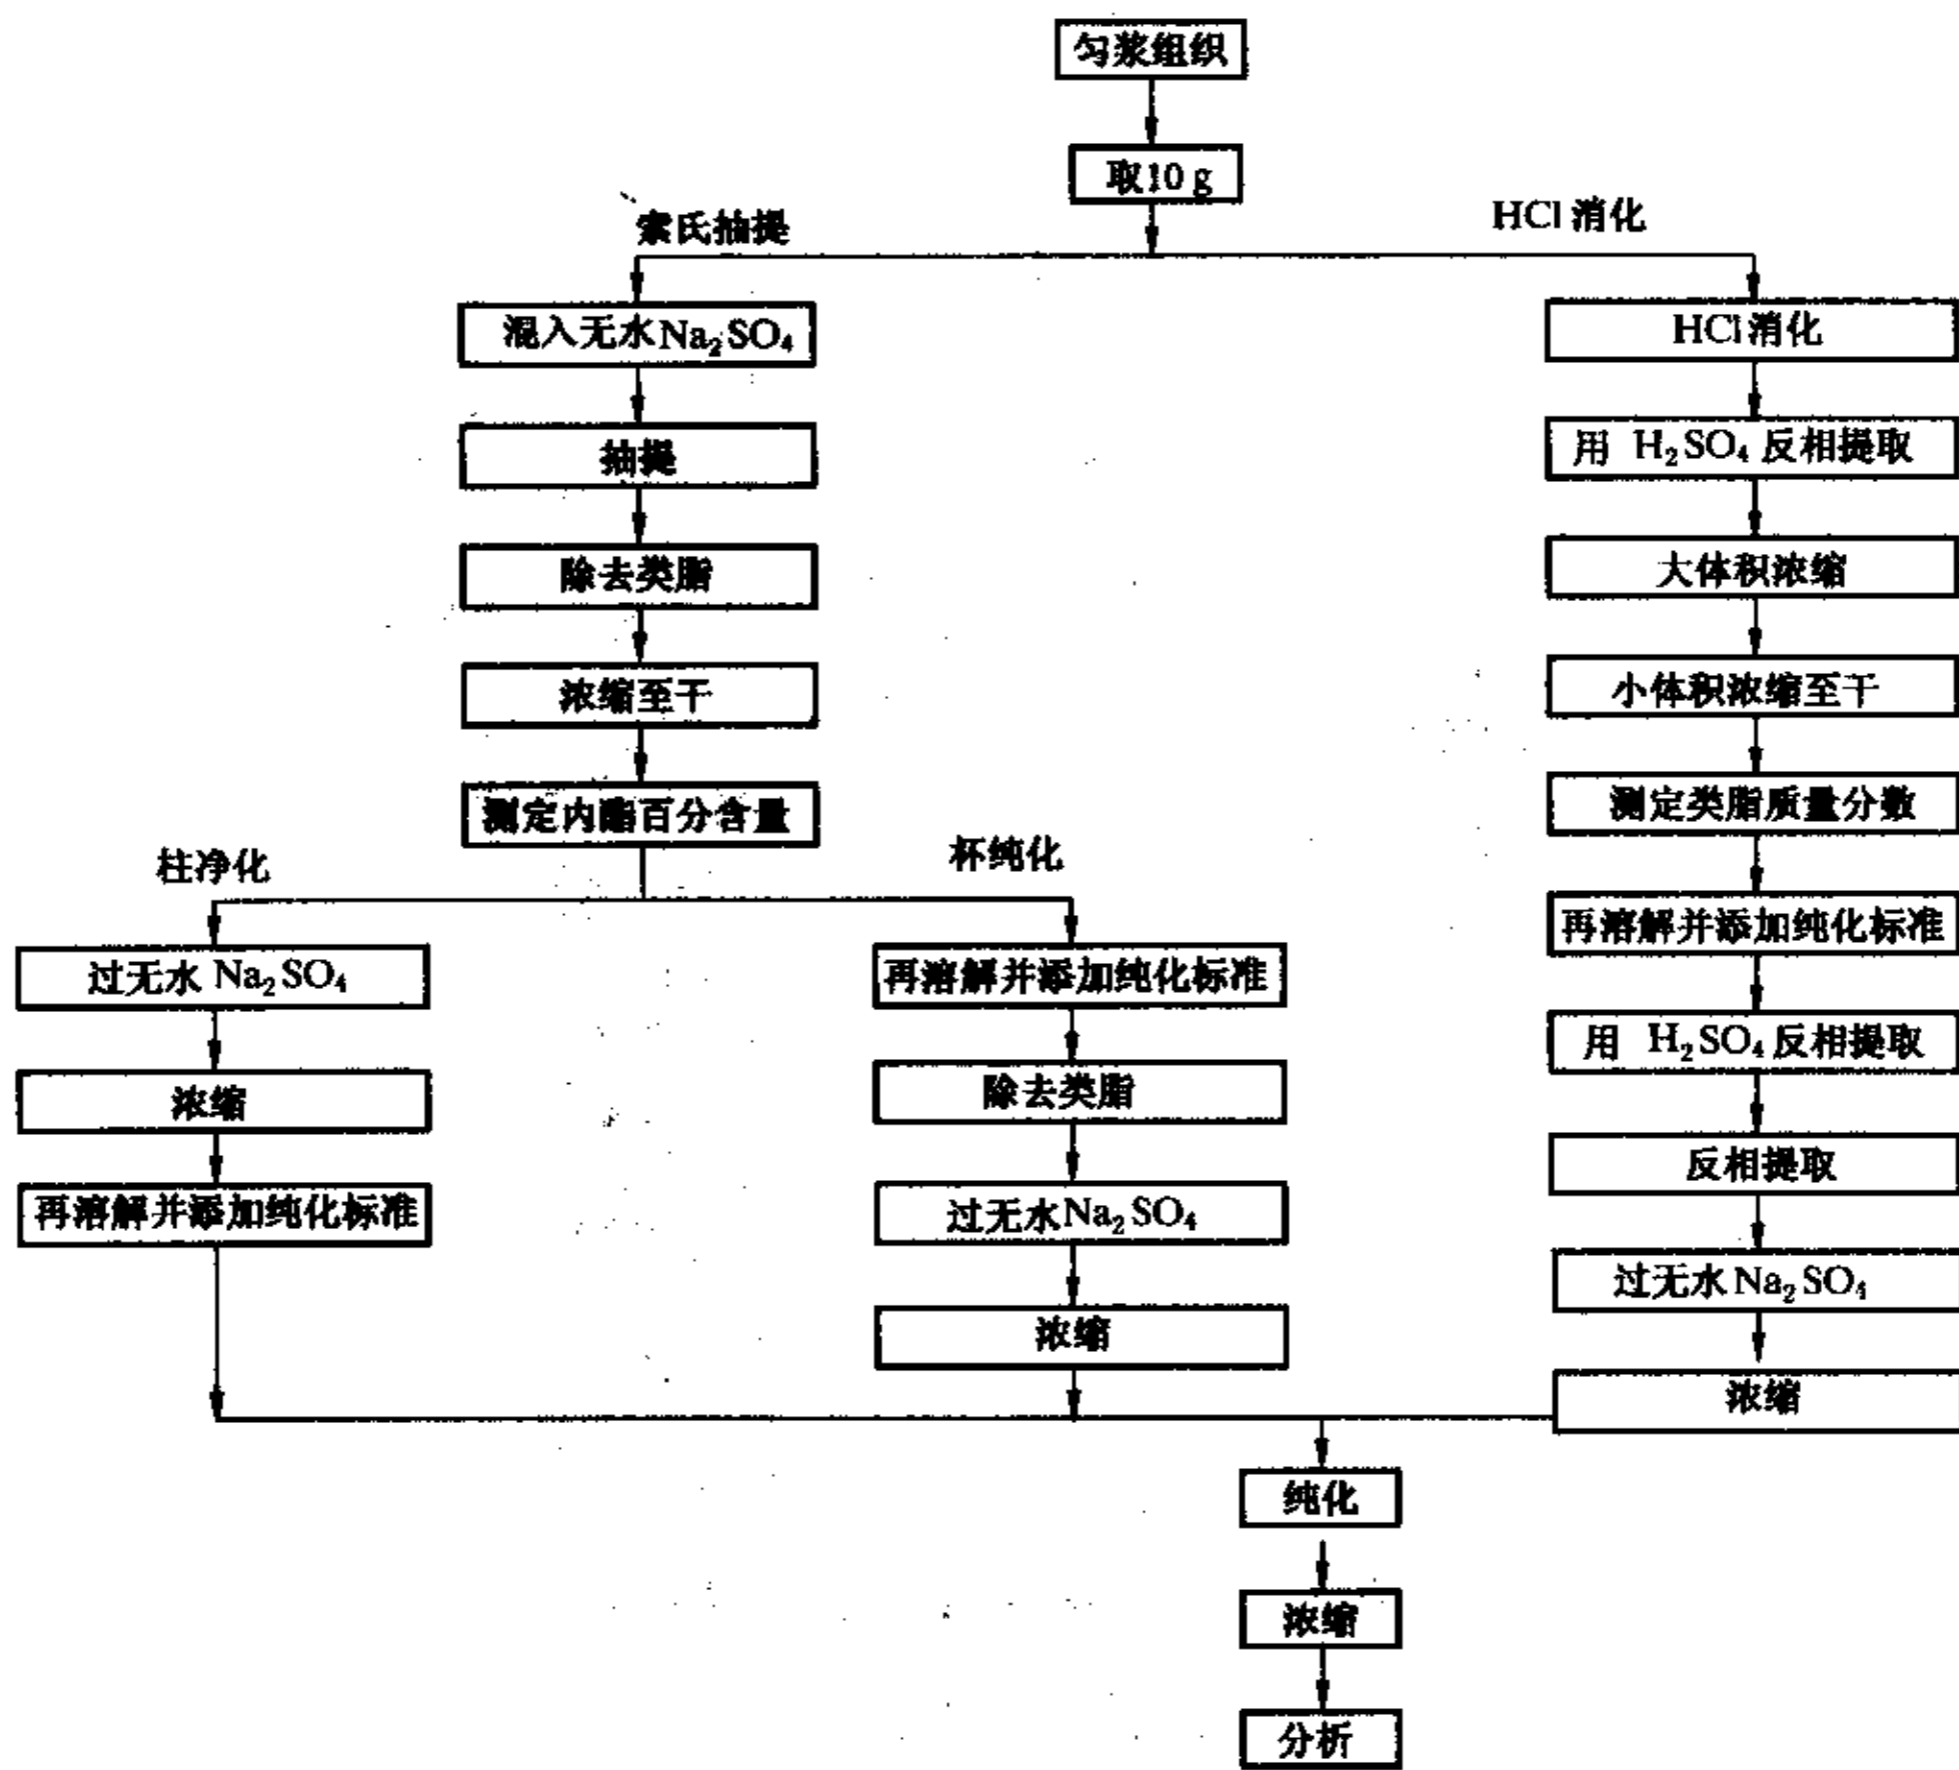 匀浆组织
取10 g
索氏抽提
HCl 消化
混入无水Na₂SO₄
抽提
除去类脂
浓缩至干
测定内酯百分含量
HCl 消化
用 H₂SO₄ 反相提取
大体积浓缩
小体积浓缩至干
测定类脂质量分数
再溶解并添加纯化标准
用 H₂SO₄ 反相提取
反相提取
过无水 Na₂SO₄
浓缩
柱净化
杯纯化
过无水 Na₂SO₄
浓缩
再溶解并添加纯化标准
再溶解并添加纯化标准
除去类脂
过无水Na₂SO₄
浓缩
纯化
浓缩
分析